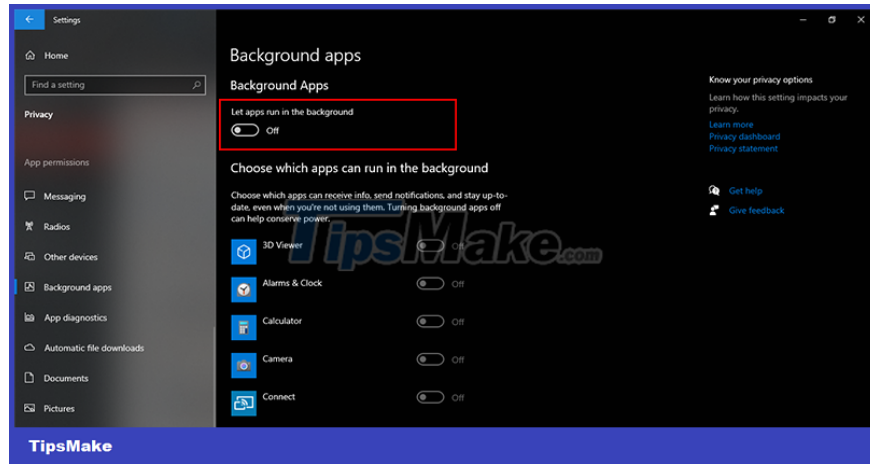 Settings
Home
Find a setting
Privacy
App permissions
Messaging
Radios
Other devices
Background apps
App diagnostics
Automatic file downloads
Documents
Pictures
Background apps
Background Apps
Let apps run in the background
Off
Choose which apps can run in the background
Choose which apps can receive info, send notifications, and stay up-to-
date, even when you're not using them. Turning background apps off
can help conserve power.
3D Viewer Off
Alarms & Clock Off
Calculator Off
Camera Off
Connect Off
Know your privacy options
Learn how this setting impacts your
privacy.
Learn more
Privacy dashboard
Privacy statement
Get help
Give feedback
TipsMake.com
TipsMake